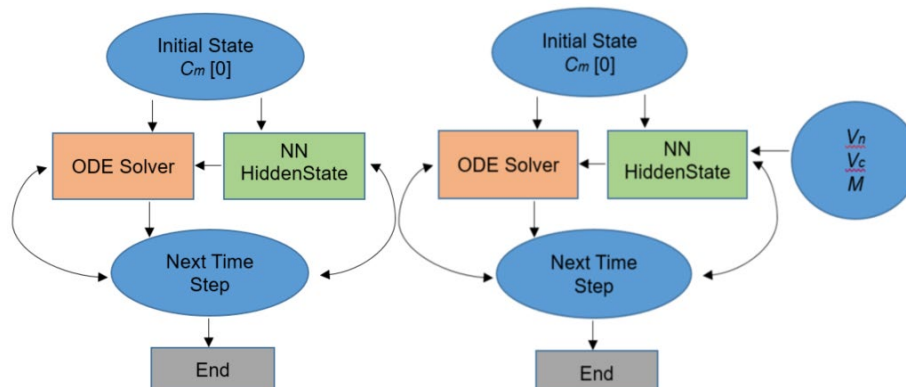 Initial State
Cm [0]
ODE Solver
NN
HiddenState
Next Time
Step
End
Initial State
Cm [0]
ODE Solver
NN
HiddenState
Vn
Vc
M
Next Time
Step
End